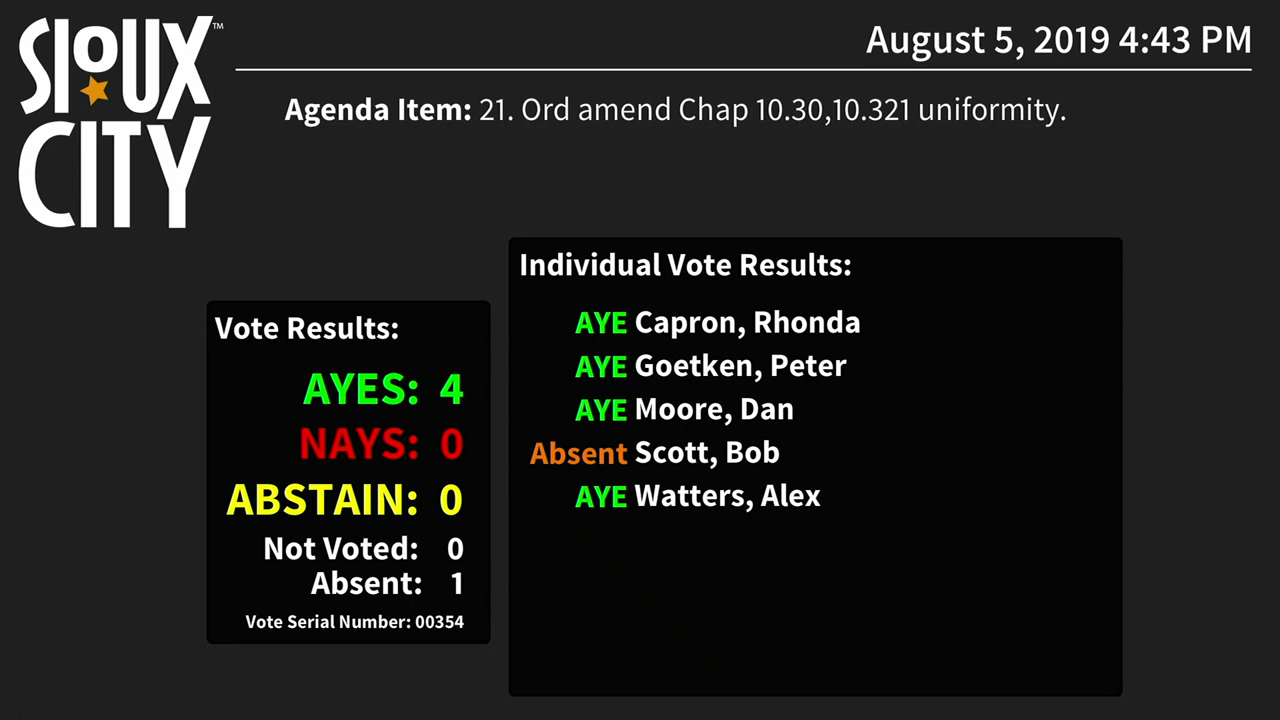 SIOUX™
CITY
August 5, 2019 4:43 PM
Agenda Item: 21. Ord amend Chap 10.30,10.321 uniformity.
Vote Results:
AYES: 4
NAYS: 0
ABSTAIN: 0
Not Voted: 0
Absent: 1
Vote Serial Number: 00354
Individual Vote Results:
AYE Capron, Rhonda
AYE Goetken, Peter
AYE Moore, Dan
Absent Scott, Bob
AYE Watters, Alex